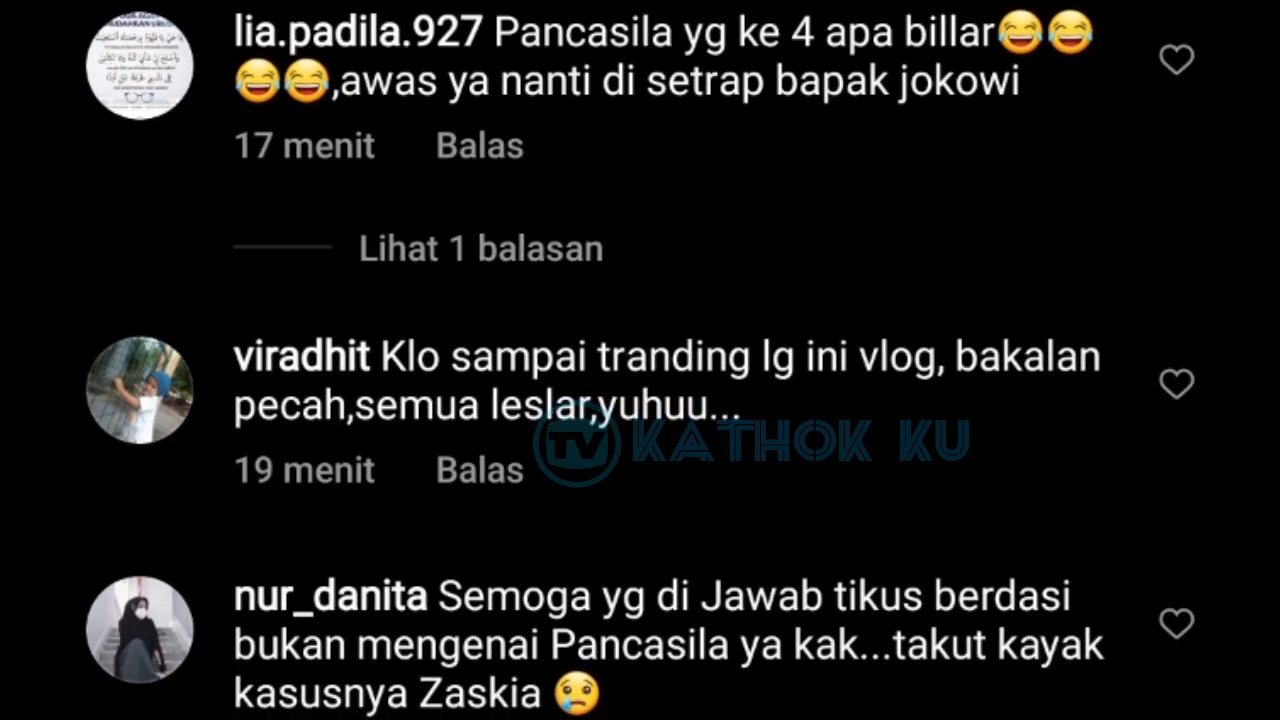 lia.padila.927 Pancasila yg ke 4 apa billar😂😂
😂😂,awas ya nanti di setrap bapak jokowi
17 menit Balas
Lihat 1 balasan
viradhit Klo sampai tranding lg ini vlog, bakalan
pecah,semua leslar,yuhuu...
TV KATHOK KU
19 menit Balas
nur_danita Semoga yg di Jawab tikus berdasi
bukan mengenai Pancasila ya kak...takut kayak
kasusnya Zaskia 😢